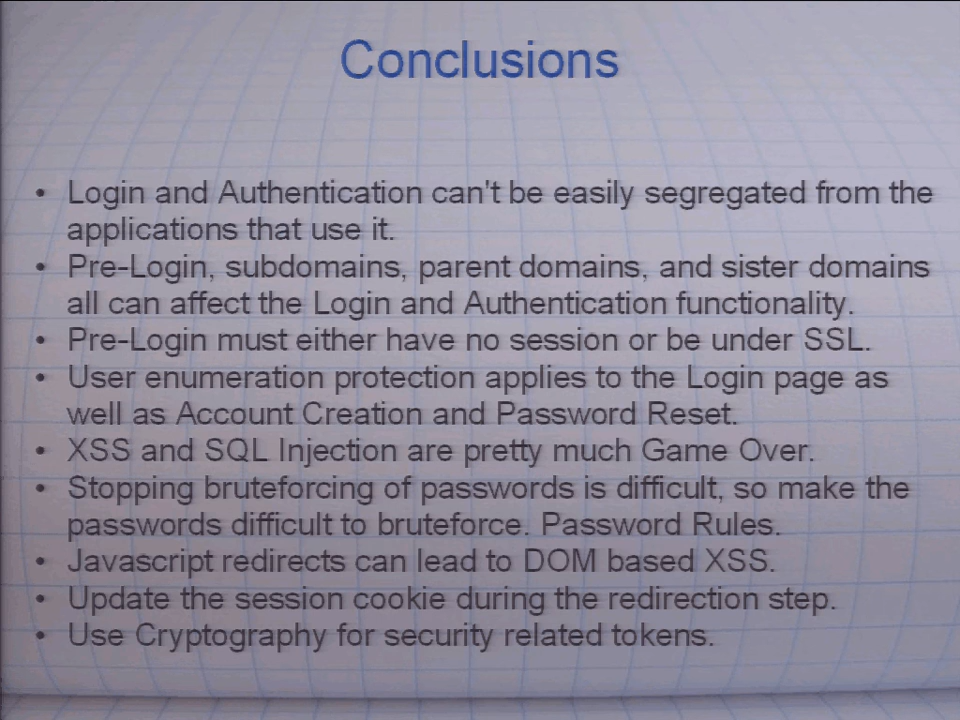 Conclusions
• Login and Authentication can't be easily segregated from the
applications that use it.
• Pre-Login, subdomains, parent domains, and sister domains
all can affect the Login and Authentication functionality.
• Pre-Login must either have no session or be under SSL.
• User enumeration protection applies to the Login page as
well as Account Creation and Password Reset.
• XSS and SQL Injection are pretty much Game Over.
• Stopping bruteforcing of passwords is difficult, so make the
passwords difficult to bruteforce. Password Rules.
• Javascript redirects can lead to DOM based XSS.
• Update the session cookie during the redirection step.
• Use Cryptography for security related tokens.